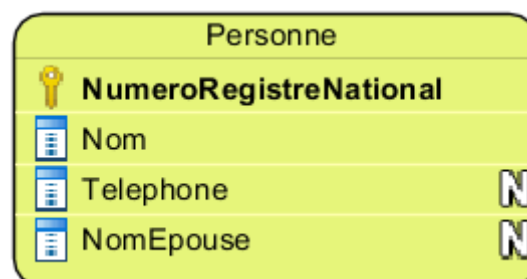 Personne
NumeroRegistreNational
Nom
Telephone N
NomEpouse N